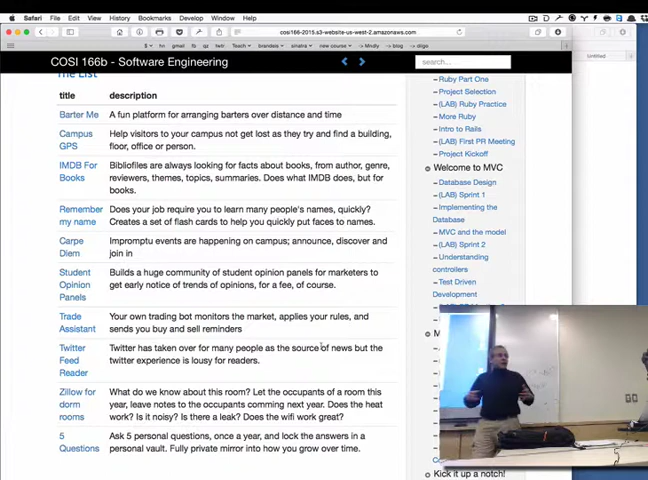 Safari File Edit View History Bookmarks Develop Window Help
cosi166-2015.s3-website-us-west-2.amazonaws.com
hn gmail fb twtr Teach brandeis sinatra
Untitled
COSI 166b - Software Engineering
search...
The List
title description
Barter Me A fun platform for arranging barters over distance and time
Campus GPS
Help visitors to your campus not get lost as they try and find a building,
floor, office or person.
IMDB For Books
Bibliofiles are always looking for facts about books, from author, genre,
reviewers, themes, topics, summaries. Does what IMDB does, but for
books.
Remember my name
Does your job require you to learn many people's names, quickly?
Creates a set of flash cards to help you quickly put faces to names.
Carpe Diem
Impromptu events are happening on campus; announce, discover and
join in
Student Opinion Panels
Builds a huge community of student opinion panels for marketers to
get early notice of trends of opinions, for a fee, of course.
Trade Assistant
Your own trading bot monitors the market, applies your rules, and
sends you buy and sell reminders
Twitter Feed Reader
Twitter has taken over for many people as the source of news but the
twitter experience is lousy for readers.
Zillow for dorm rooms
What do we know about this room? Let the occupants of a room this
year, leave notes to the occupants comming next year. Does the heat
work? Is it noisy? Is there a leak? Does the wifi work great?
5 Questions
Ask 5 personal questions, once a year, and lock the answers in a
personal vault. Fully private mirror into how you grow over time.
Ruby Part One
Project Selection
(LAB) Ruby Practice
More Ruby
Intro to Rails
(LAB) First PR Meeting
Project Kickoff
Welcome to MVC
Database Design
(LAB) Sprint 1
Implementing the
Database
MVC and the model
(LAB) Sprint 2
Understanding
controllers
Test Driven
Development
Kick it up a notch!